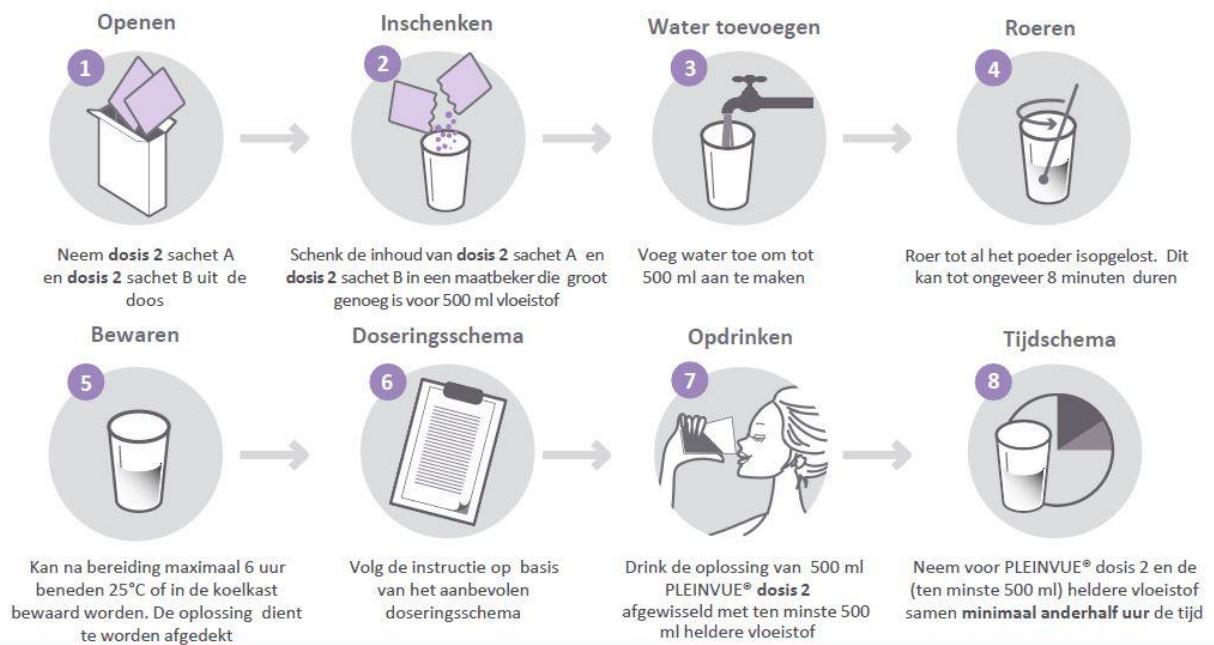 Openen
1
Neem dosis 2 sachet A
en dosis 2 sachet B uit de
doos
Inschenken
2
Schenk de inhoud van dosis 2 sachet A en
dosis 2 sachet B in een maatbeker die groot
genoeg is voor 500 ml vloeistof
Water toevoegen
3
Voeg water toe om tot
500 ml aan te maken
Roeren
4
Roer tot al het poeder isopgelost. Dit
kan tot ongeveer 8 minuten duren
Bewaren
5
Kan na bereiding maximaal 6 uur
beneden 25°C of in de koelkast
bewaard worden. De oplossing dient
te worden afgedekt
Doseringsschema
6
Volg de instructie op basis
van het aanbevolen
doseringsschema
Opdrinken
7
Drink de oplossing van 500 ml
PLEINVUE® dosis 2
afgewisseld met ten minste 500
ml heldere vloeistof
Tijdschema
8
Neem voor PLEINVUE® dosis 2 en de
(ten minste 500 ml) heldere vloeistof
samen minimaal anderhalf uur de tijd